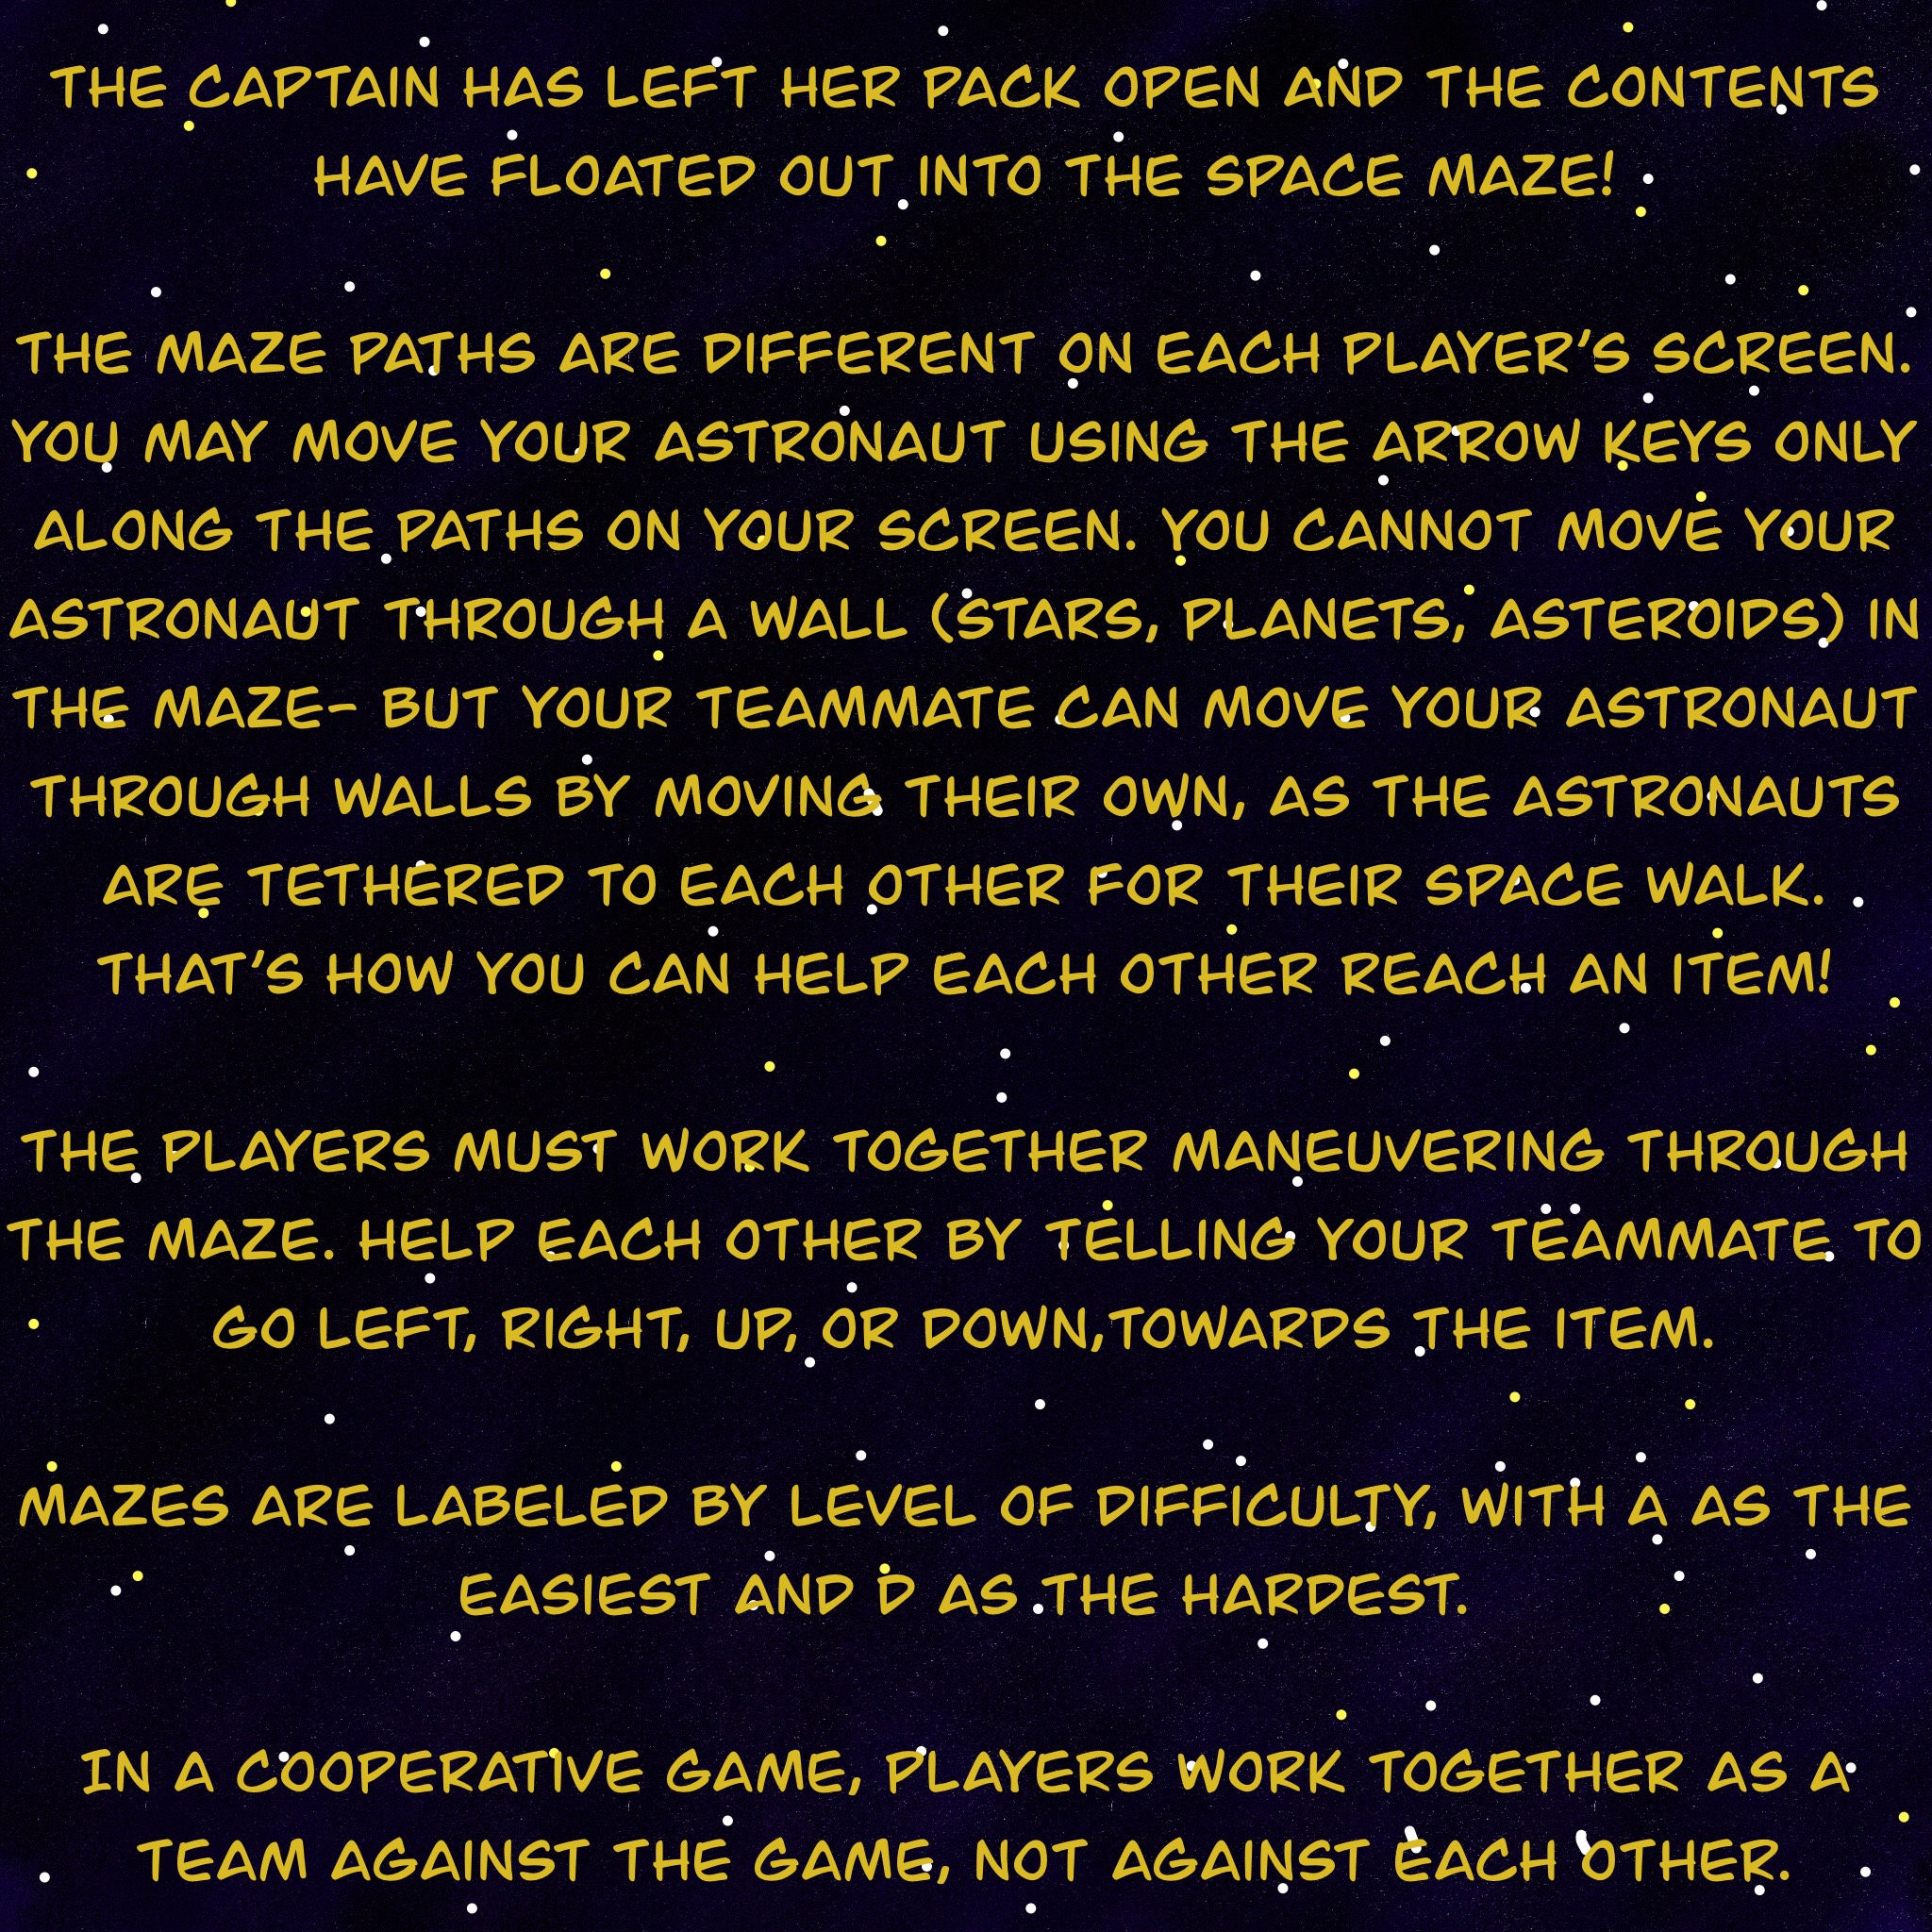 THE CAPTAIN HAS LEFT HER PACK OPEN AND THE CONTENTS
HAVE FLOATED OUT INTO THE SPACE MAZE!
THE MAZE PATHS ARE DIFFERENT ON EACH PLAYER'S SCREEN.
YOU MAY MOVE YOUR ASTRONAUT USING THE ARROW KEYS ONLY
ALONG THE PATHS ON YOUR SCREEN. YOU CANNOT MOVE YOUR
ASTRONAUT THROUGH A WALL (STARS, PLANETS, ASTEROIDS) IN
THE MAZE- BUT YOUR TEAMMATE CAN MOVE YOUR ASTRONAUT
THROUGH WALLS BY MOVING THEIR OWN, AS THE ASTRONAUTS
ARE TETHERED TO EACH OTHER FOR THEIR SPACE WALK.
THAT'S HOW YOU CAN HELP EACH OTHER REACH AN ITEM!
THE PLAYERS MUST WORK TOGETHER MANEUVERING THROUGH
THE MAZE. HELP EACH OTHER BY TELLING YOUR TEAMMATE TO
GO LEFT, RIGHT, UP, OR DOWN,TOWARDS THE ITEM.
MAZES ARE LABELED BY LEVEL OF DIFFICULTY, WITH A AS THE
EASIEST AND D AS THE HARDEST.
IN A COOPERATIVE GAME, PLAYERS WORK TOGETHER AS A
TEAM AGAINST THE GAME, NOT AGAINST EACH OTHER.